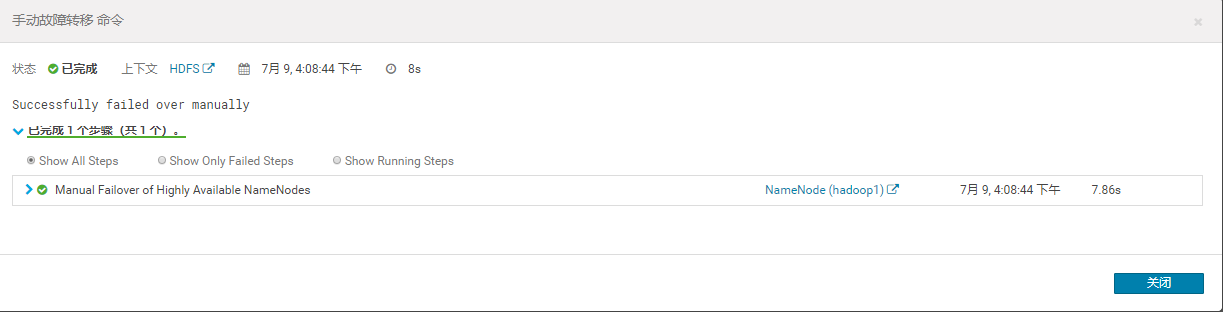 手动故障转移 命令
×
状态 已完成 上下文 HDFS 7月 9, 4:08:44 下午 8s
Successfully failed over manually
已完成 1 个步骤（共 1 个）。
Show All Steps Show Only Failed Steps Show Running Steps
Manual Failover of Highly Available NameNodes NameNode (hadoop1) 7月 9, 4:08:44 下午 7.86s
关闭